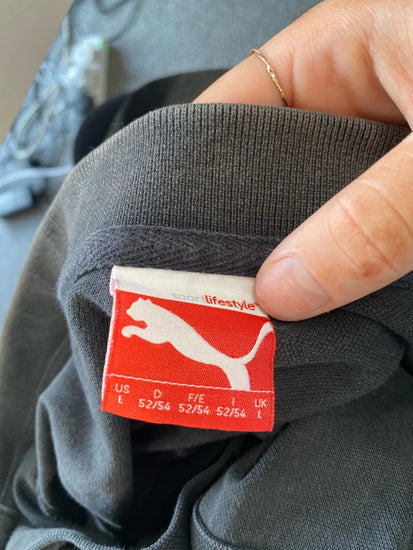 sportlifestyle
US D F/E I UK
L 52/54 52/54 52/54 L